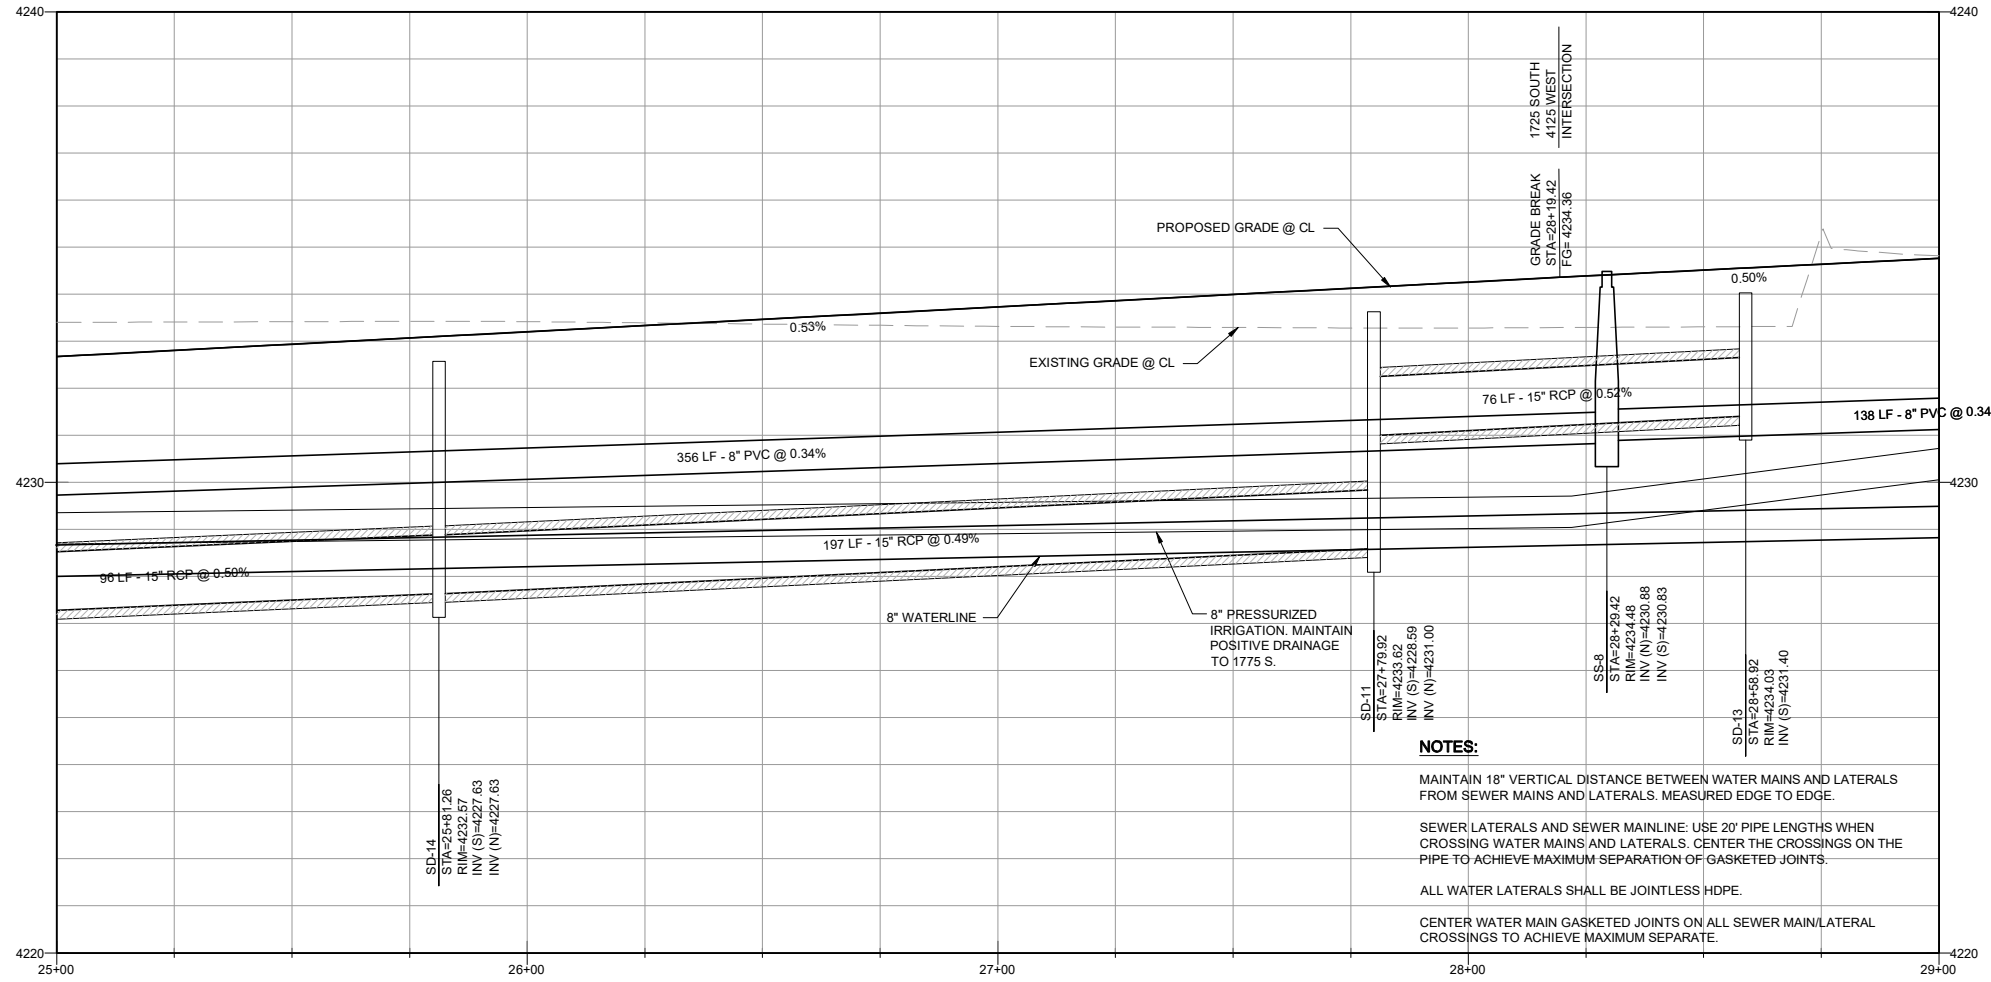 4240
4240
1725 SOUTH
4125 WEST
INTERSECTION
GRADE BREAK
STA=28+19.42
FG= 4234.36
PROPOSED GRADE @ CL
0.50%
0.53%
EXISTING GRADE @ CL
76 LF - 15" RCP @ 0.52%
138 LF - 8" PVC @ 0.34
356 LF - 8" PVC @ 0.34%
4230
4230
197 LF - 15" RCP @ 0.49%
96 LF - 15" RCP @ 0.50%
8" WATERLINE
8" PRESSURIZED
IRRIGATION. MAINTAIN
POSITIVE DRAINAGE
TO 1775 S.
SD-14
STA=25+81.26
RIM=4232.57
INV (S)=4227.63
INV (N)=4227.63
SD-11
STA=27+79.92
RIM=4233.62
INV (S)=4228.59
INV (N)=4231.00
SS-8
STA=28+29.42
RIM=4234.48
INV (N)=4230.88
INV (S)=4230.83
SD-13
STA=28+58.92
RIM=4234.03
INV (S)=4231.40
NOTES:
MAINTAIN 18" VERTICAL DISTANCE BETWEEN WATER MAINS AND LATERALS
FROM SEWER MAINS AND LATERALS. MEASURED EDGE TO EDGE.
SEWER LATERALS AND SEWER MAINLINE: USE 20' PIPE LENGTHS WHEN
CROSSING WATER MAINS AND LATERALS. CENTER THE CROSSINGS ON THE
PIPE TO ACHIEVE MAXIMUM SEPARATION OF GASKETED JOINTS.
ALL WATER LATERALS SHALL BE JOINTLESS HDPE.
CENTER WATER MAIN GASKETED JOINTS ON ALL SEWER MAIN/LATERAL
CROSSINGS TO ACHIEVE MAXIMUM SEPARATE.
4220
4220
25+00
26+00
27+00
28+00
29+00